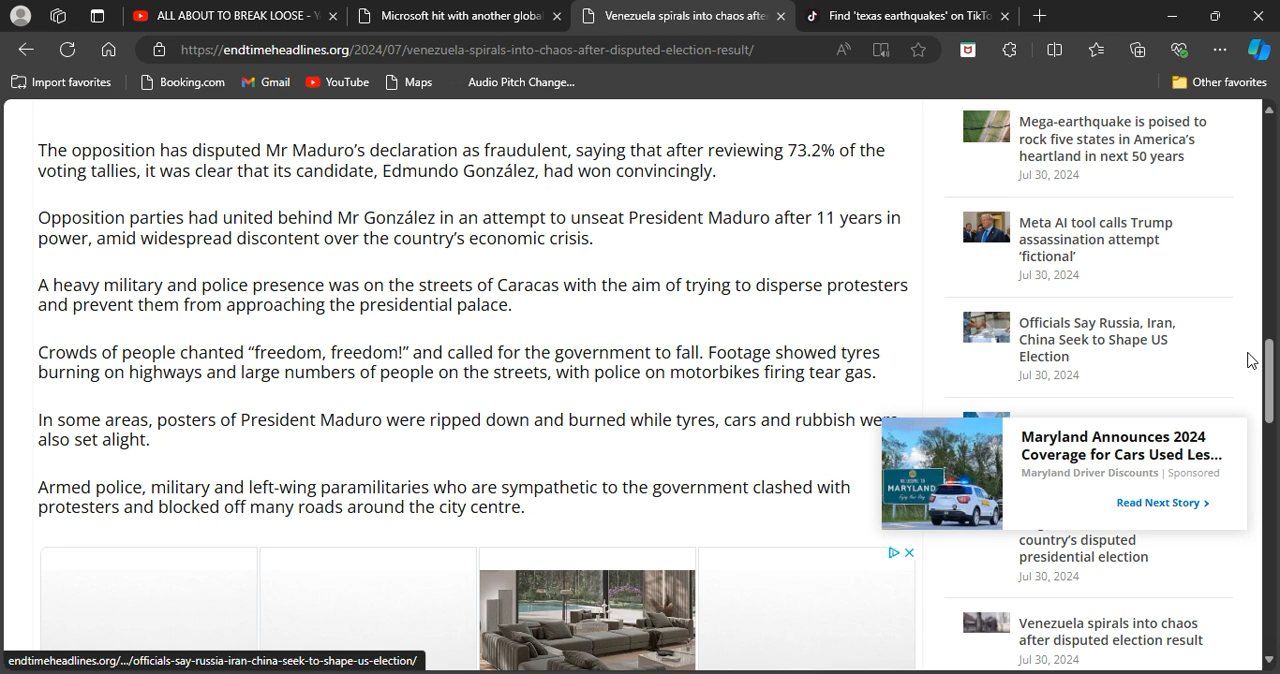 ALL ABOUT TO BREAK LOOSE - Y
Microsoft hit with another global
Venezuela spirals into chaos after
Find 'texas earthquakes' on TikTo
https://endtimeheadlines.org/2024/07/venezuela-spirals-into-chaos-after-disputed-election-result/
Import favorites
Booking.com
Gmail
YouTube
Maps
Audio Pitch Change...
Other favorites
The opposition has disputed Mr Maduro's declaration as fraudulent, saying that after reviewing 73.2% of the
voting tallies, it was clear that its candidate, Edmundo González, had won convincingly.
Opposition parties had united behind Mr González in an attempt to unseat President Maduro after 11 years in
power, amid widespread discontent over the country's economic crisis.
A heavy military and police presence was on the streets of Caracas with the aim of trying to disperse protesters
and prevent them from approaching the presidential palace.
Crowds of people chanted "freedom, freedom!" and called for the government to fall. Footage showed tyres
burning on highways and large numbers of people on the streets, with police on motorbikes firing tear gas.
In some areas, posters of President Maduro were ripped down and burned while tyres, cars and rubbish were
also set alight.
Armed police, military and left-wing paramilitaries who are sympathetic to the government clashed with
protesters and blocked off many roads around the city centre.
Mega-earthquake is poised to
rock five states in America's
heartland in next 50 years
Jul 30, 2024
Meta AI tool calls Trump
assassination attempt
'fictional'
Jul 30, 2024
Officials Say Russia, Iran,
China Seek to Shape US
Election
Jul 30, 2024
MARYLAND
Maryland Announces 2024
Coverage for Cars Used Les...
Maryland Driver Discounts | Sponsored
Read Next Story >
country's disputed
presidential election
Jul 30, 2024
Venezuela spirals into chaos
after disputed election result
Jul 30, 2024
endtimeheadlines.org/.../officials-say-russia-iran-china-seek-to-shape-us-election/